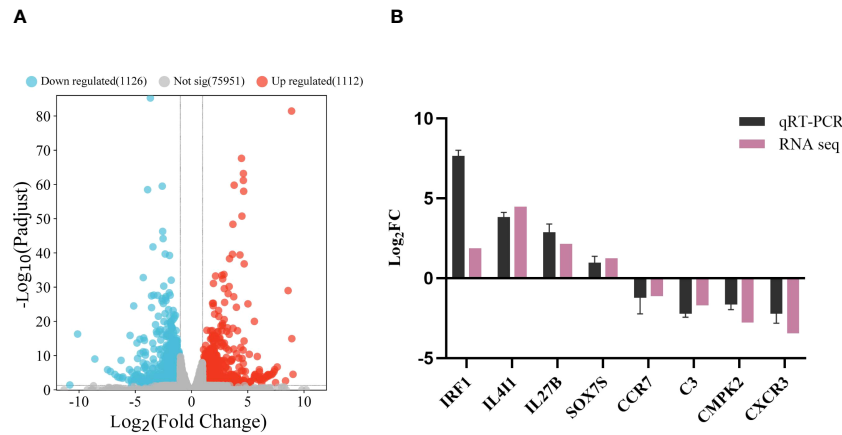 A
B
Down regulated(1126) Not sig(75951) Up regulated(1112)
80
70
60
50
40
30
20
10
0
-10 -5 0 5 10
-Log10(Padjust)
Log2(Fold Change)
qRT-PCR
RNA seq
10
5
0
-5
Log2FC
IRF1 IL4I1 IL27B SOX7S CCR7 C3 CMPK2 CXCR3